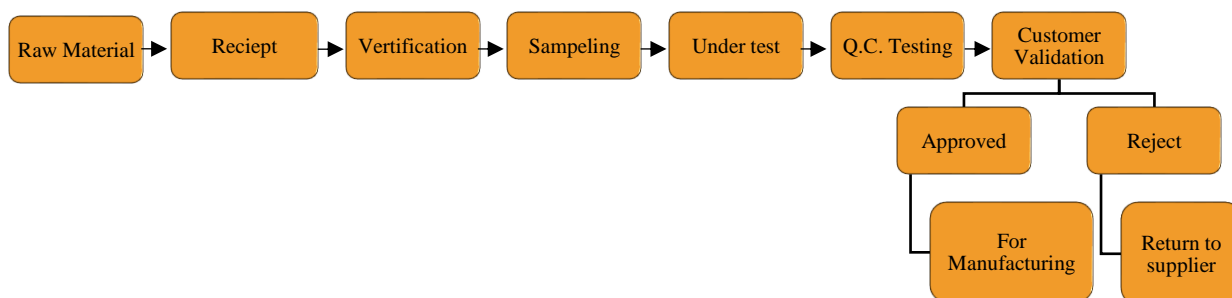 Raw Material
Reciept
Vertification
Sampeling
Under test
Q.C. Testing
Customer
Validation
Approved
Reject
For
Manufacturing
Return to
supplier